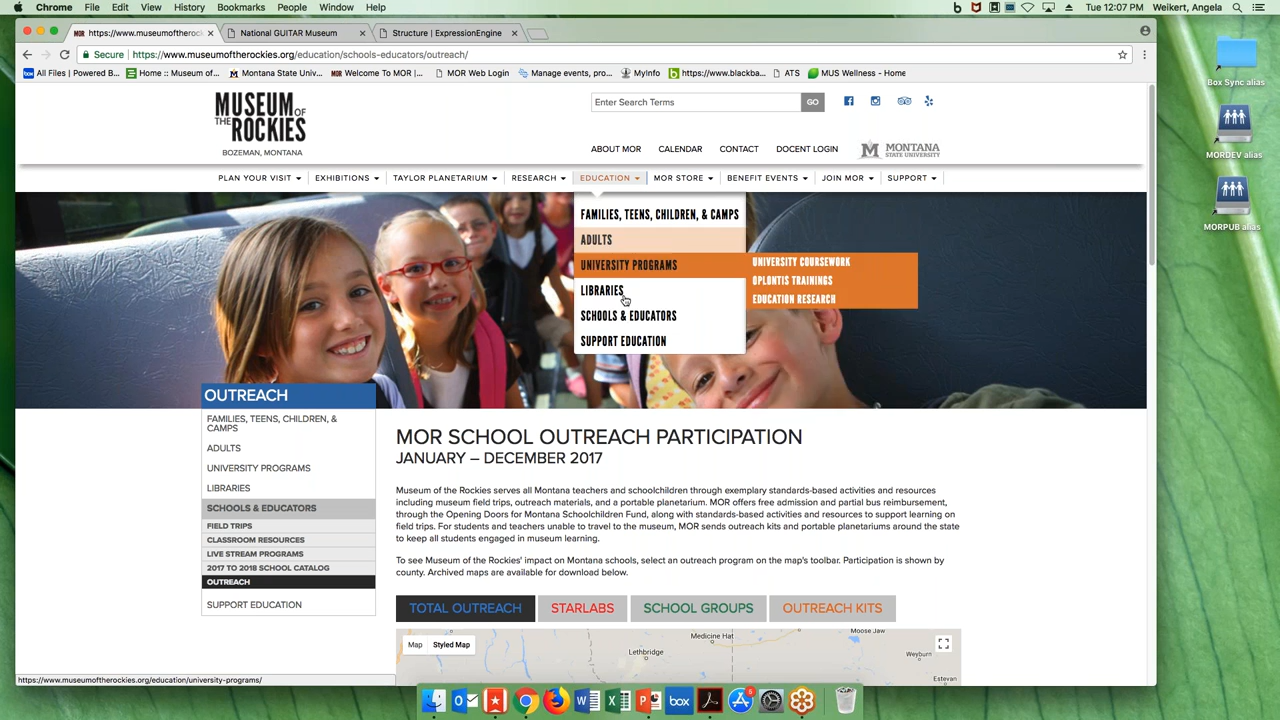 Chrome File Edit View History Bookmarks People Window Help
Tue 12:07 PM Weikert, Angela
https://www.museumoftherock
National GUITAR Museum
Structure | ExpressionEngine
Secure | https://www.museumoftherockies.org/education/schools-educators/outreach/
All Files | Powered B... Home :: Museum of... Montana State Univ... Welcome To MOR |... MOR Web Login Manage events, pro... MyInfo https://www.blackba... ATS MUS Wellness - Home
Box Sync alias
MORDEV alias
MORPUB alias
MUSEUM OF
THE ROCKIES
BOZEMAN, MONTANA
Enter Search Terms GO
ABOUT MOR CALENDAR CONTACT DOCENT LOGIN MONTANA
STATE UNIVERSITY
PLAN YOUR VISIT EXHIBITIONS TAYLOR PLANETARIUM RESEARCH EDUCATION MOR STORE BENEFIT EVENTS JOIN MOR SUPPORT
FAMILIES, TEENS, CHILDREN, & CAMPS
ADULTS
UNIVERSITY PROGRAMS
LIBRARIES
SCHOOLS & EDUCATORS
SUPPORT EDUCATION
UNIVERSITY COURSEWORK
OPLONTIS TRAININGS
EDUCATION RESEARCH
OUTREACH
FAMILIES, TEENS, CHILDREN, &
CAMPS
ADULTS
UNIVERSITY PROGRAMS
LIBRARIES
SCHOOLS & EDUCATORS
FIELD TRIPS
CLASSROOM RESOURCES
LIVE STREAM PROGRAMS
2017 TO 2018 SCHOOL CATALOG
OUTREACH
SUPPORT EDUCATION
MOR SCHOOL OUTREACH PARTICIPATION
JANUARY – DECEMBER 2017
Museum of the Rockies serves all Montana teachers and schoolchildren through exemplary standards-based activities and resources
including museum field trips, outreach materials, and a portable planetarium. MOR offers free admission and partial bus reimbursement,
through the Opening Doors for Montana Schoolchildren Fund, along with standards-based activities and resources to support learning on
field trips. For students and teachers unable to travel to the museum, MOR sends outreach kits and portable planetariums around the state
to keep all students engaged in museum learning.
To see Museum of the Rockies' impact on Montana schools, select an outreach program on the map's toolbar. Participation is shown by
county. Archived maps are available for download below.
TOTAL OUTREACH STARLABS SCHOOL GROUPS OUTREACH KITS
Map Styled Map
Medicine Hat
Moose Jaw
Lethbridge
Weyburn
Estevan
https://www.museumoftherockies.org/education/university-programs/
box
6